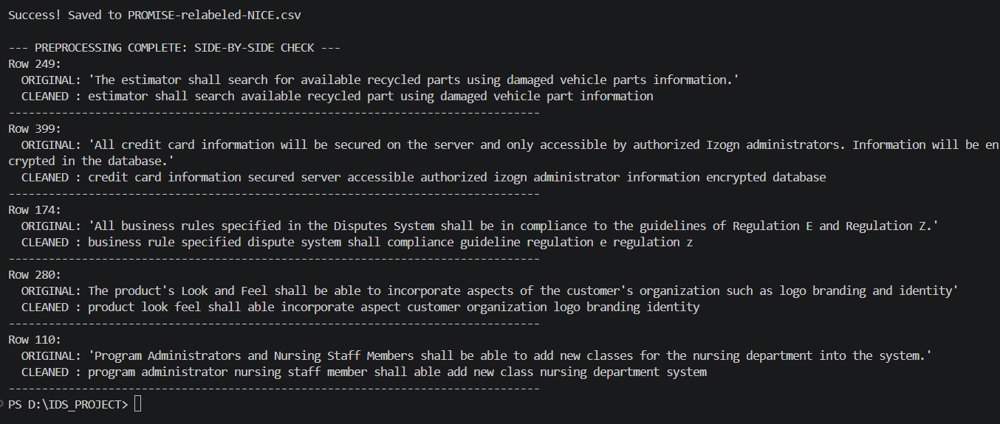 Success! Saved to PROMISE-relabeled-NICE.csv
--- PREPROCESSING COMPLETE: SIDE-BY-SIDE CHECK ---
Row 249:
ORIGINAL: 'The estimator shall search for available recycled parts using damaged vehicle parts information.'
CLEANED : estimator shall search available recycled part using damaged vehicle part information
--------------------------------------------------------------------------------
Row 399:
ORIGINAL: 'All credit card information will be secured on the server and only accessible by authorized Izogn administrators. Information will be en
crypted in the database.'
CLEANED : credit card information secured server accessible authorized izogn administrator information encrypted database
--------------------------------------------------------------------------------
Row 174:
ORIGINAL: 'All business rules specified in the Disputes System shall be in compliance to the guidelines of Regulation E and Regulation Z.'
CLEANED : business rule specified dispute system shall compliance guideline regulation e regulation z
--------------------------------------------------------------------------------
Row 280:
ORIGINAL: The product's Look and Feel shall be able to incorporate aspects of the customer's organization such as logo branding and identity'
CLEANED : product look feel shall able incorporate aspect customer organization logo branding identity
--------------------------------------------------------------------------------
Row 110:
ORIGINAL: 'Program Administrators and Nursing Staff Members shall be able to add new classes for the nursing department into the system.'
CLEANED : program administrator nursing staff member shall able add new class nursing department system
--------------------------------------------------------------------------------
PS D:\IDS_PROJECT>